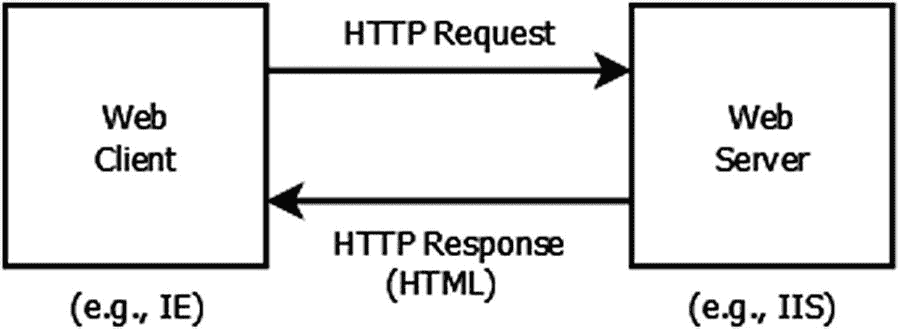 HTTP Request
Web
Client
Web
Server
HTTP Response
(HTML)
(e.g., IE)
(e.g., IIS)